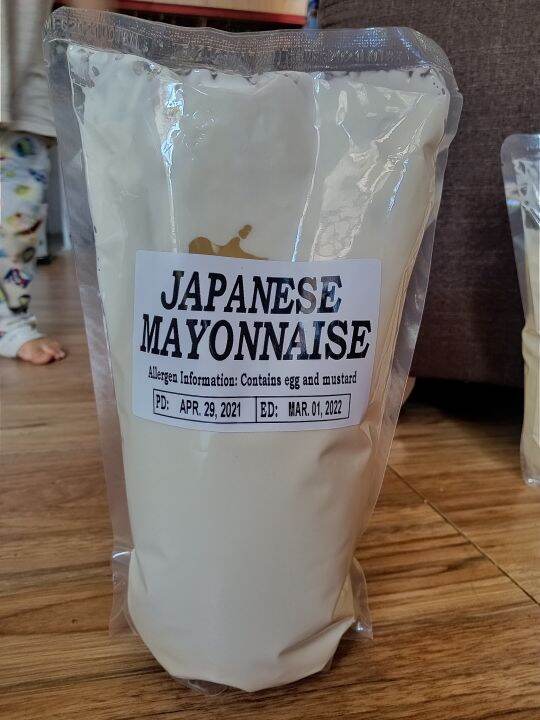 JAPANESE
MAYONNAISE
Allergen Information: Contains egg and mustard
PD: APR. 29, 2021 ED: MAR. 01, 2022